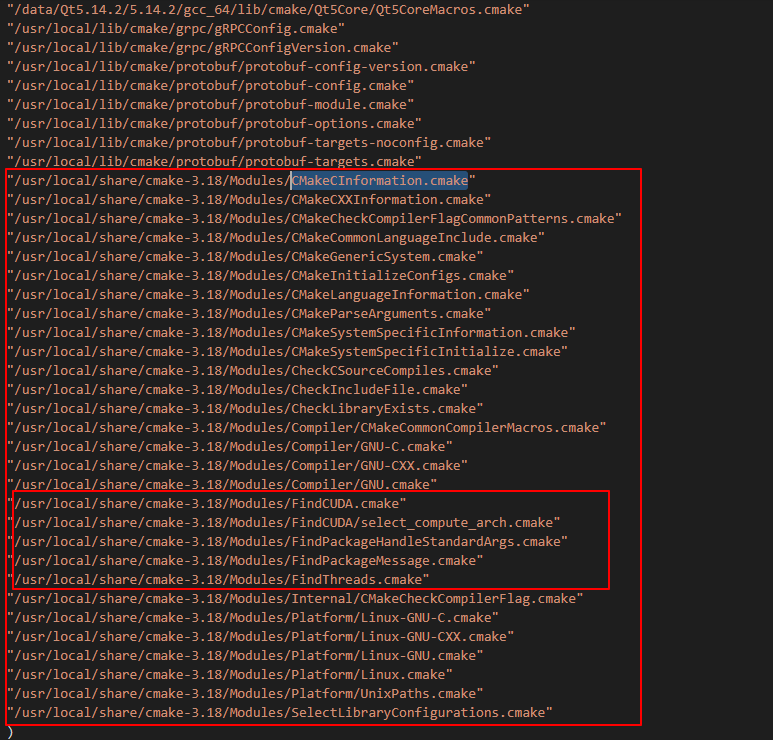 "/data/Qt5.14.2/5.14.2/gcc_64/lib/cmake/Qt5Core/Qt5CoreMacros.cmake"
"/usr/local/lib/cmake/grpc/gRPCConfig.cmake"
"/usr/local/lib/cmake/grpc/gRPCConfigVersion.cmake"
"/usr/local/lib/cmake/protobuf/protobuf-config-version.cmake"
"/usr/local/lib/cmake/protobuf/protobuf-config.cmake"
"/usr/local/lib/cmake/protobuf/protobuf-module.cmake"
"/usr/local/lib/cmake/protobuf/protobuf-options.cmake"
"/usr/local/lib/cmake/protobuf/protobuf-targets-noconfig.cmake"
"/usr/local/lib/cmake/protobuf/protobuf-targets.cmake"
"/usr/local/share/cmake-3.18/Modules/CMakeCInformation.cmake"
"/usr/local/share/cmake-3.18/Modules/CMakeCXXInformation.cmake"
"/usr/local/share/cmake-3.18/Modules/CMakeCheckCompilerFlagCommonPatterns.cmake"
"/usr/local/share/cmake-3.18/Modules/CMakeCommonLanguageInclude.cmake"
"/usr/local/share/cmake-3.18/Modules/CMakeGenericSystem.cmake"
"/usr/local/share/cmake-3.18/Modules/CMakeInitializeConfigs.cmake"
"/usr/local/share/cmake-3.18/Modules/CMakeLanguageInformation.cmake"
"/usr/local/share/cmake-3.18/Modules/CMakeParseArguments.cmake"
"/usr/local/share/cmake-3.18/Modules/CMakeSystemSpecificInformation.cmake"
"/usr/local/share/cmake-3.18/Modules/CMakeSystemSpecificInitialize.cmake"
"/usr/local/share/cmake-3.18/Modules/CheckCSourceCompiles.cmake"
"/usr/local/share/cmake-3.18/Modules/CheckIncludeFile.cmake"
"/usr/local/share/cmake-3.18/Modules/CheckLibraryExists.cmake"
"/usr/local/share/cmake-3.18/Modules/Compiler/CMakeCommonCompilerMacros.cmake"
"/usr/local/share/cmake-3.18/Modules/Compiler/GNU-C.cmake"
"/usr/local/share/cmake-3.18/Modules/Compiler/GNU-CXX.cmake"
"/usr/local/share/cmake-3.18/Modules/Compiler/GNU.cmake"
"/usr/local/share/cmake-3.18/Modules/FindCUDA.cmake"
"/usr/local/share/cmake-3.18/Modules/FindCUDA/select_compute_arch.cmake"
"/usr/local/share/cmake-3.18/Modules/FindPackageHandleStandardArgs.cmake"
"/usr/local/share/cmake-3.18/Modules/FindPackageMessage.cmake"
"/usr/local/share/cmake-3.18/Modules/FindThreads.cmake"
"/usr/local/share/cmake-3.18/Modules/Internal/CMakeCheckCompilerFlag.cmake"
"/usr/local/share/cmake-3.18/Modules/Platform/Linux-GNU-C.cmake"
"/usr/local/share/cmake-3.18/Modules/Platform/Linux-GNU-CXX.cmake"
"/usr/local/share/cmake-3.18/Modules/Platform/Linux-GNU.cmake"
"/usr/local/share/cmake-3.18/Modules/Platform/Linux.cmake"
"/usr/local/share/cmake-3.18/Modules/Platform/UnixPaths.cmake"
"/usr/local/share/cmake-3.18/Modules/SelectLibraryConfigurations.cmake"
)